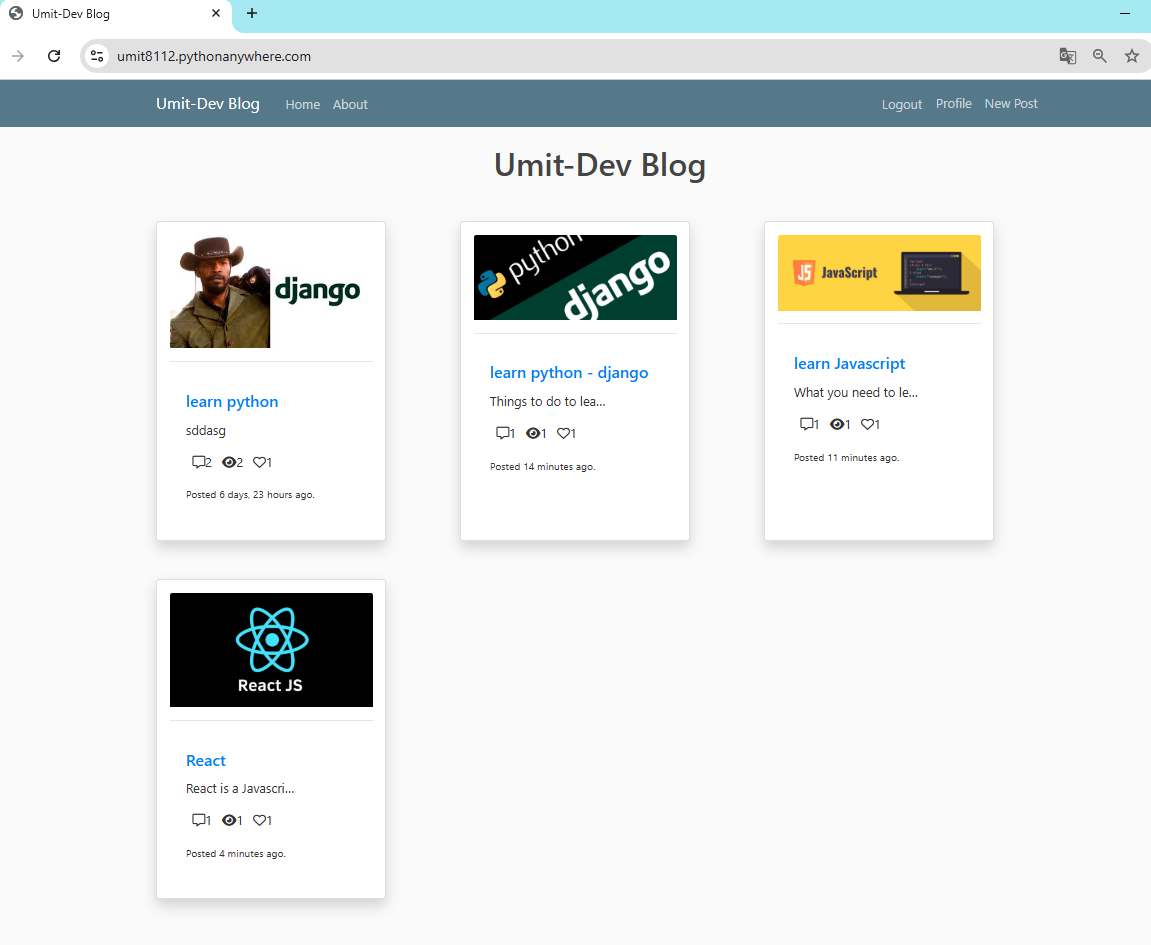 Umit-Dev Blog
umit8112.pythonanywhere.com
Umit-Dev Blog Home About Logout Profile New Post
Umit-Dev Blog
django
learn python
sddasg
2 2 1
Posted 6 days, 23 hours ago.
python
django
learn python - django
Things to do to lea...
1 1 1
Posted 14 minutes ago.
JS JavaScript
learn Javascript
What you need to le...
1 1 1
Posted 11 minutes ago.
React JS
React
React is a Javascri...
1 1 1
Posted 4 minutes ago.